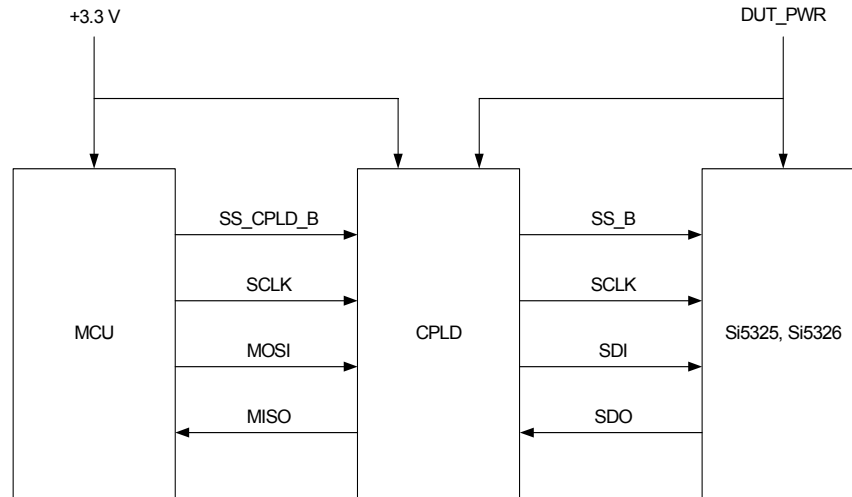 +3.3 V
DUT_PWR
SS_CPLD_B
SS_B
SCLK
SCLK
MCU
CPLD
Si5325, Si5326
MOSI
SDI
MISO
SDO